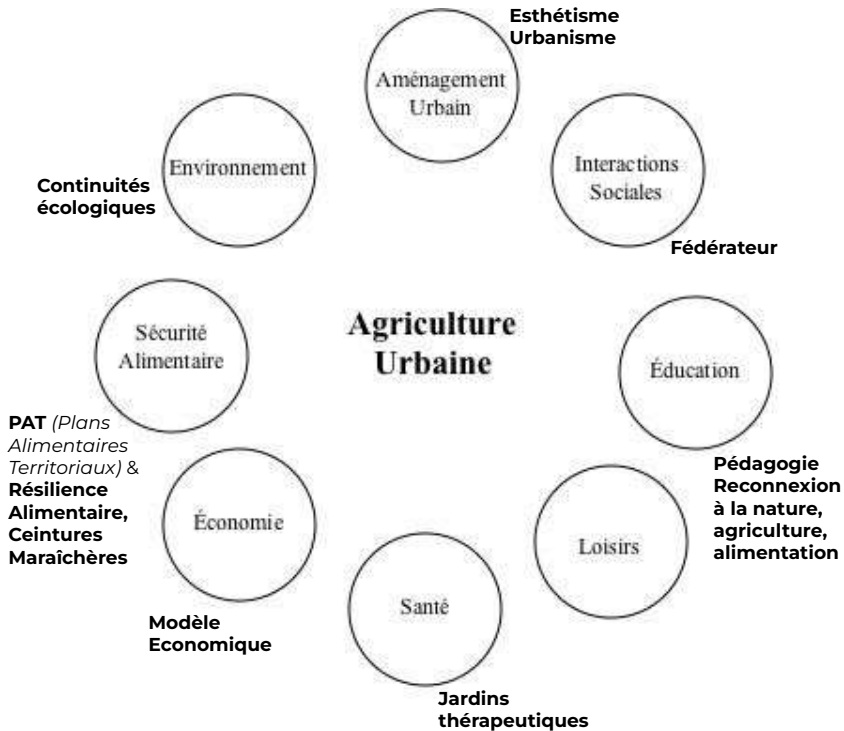 Esthétisme
Urbanisme
Aménagement
Urbain
Environnement
Interactions
Sociales
Continuités
écologiques
Fédérateur
Agriculture
Urbaine
Sécurité
Alimentaire
Éducation
PAT (Plans
Alimentaires
Territoriaux) &
Résilience
Alimentaire,
Ceintures
Maraîchères
Pédagogie
Reconnexion
à la nature,
agriculture,
alimentation
Économie
Loisirs
Modèle
Economique
Santé
Jardins
thérapeutiques